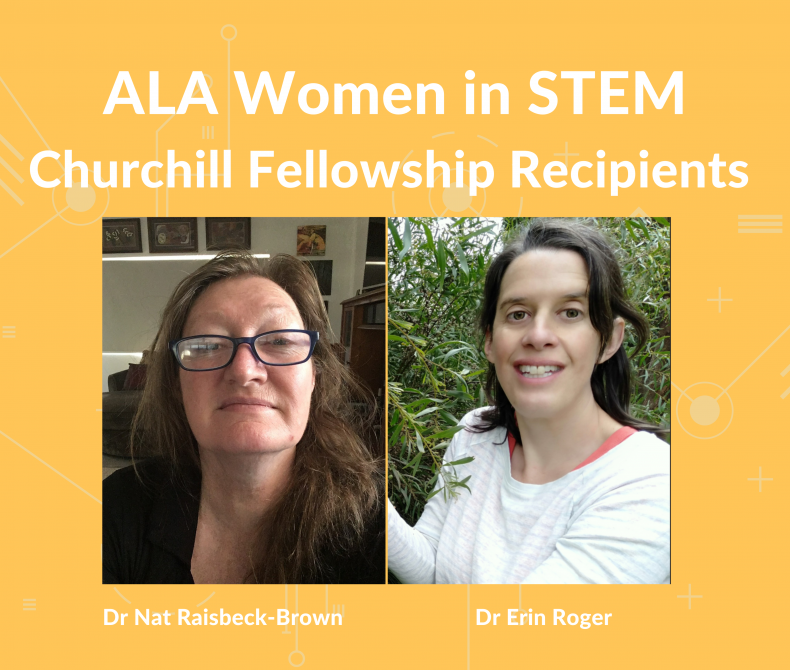 ALA Women in STEM
Churchill Fellowship Recipients
Dr Nat Raisbeck-Brown
Dr Erin Roger